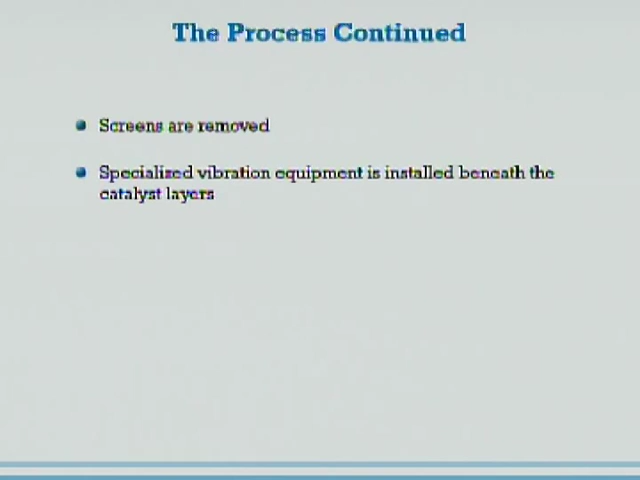 The Process Continued
Screens are removed
Specialized vibration equipment is installed beneath the
catalyst layers